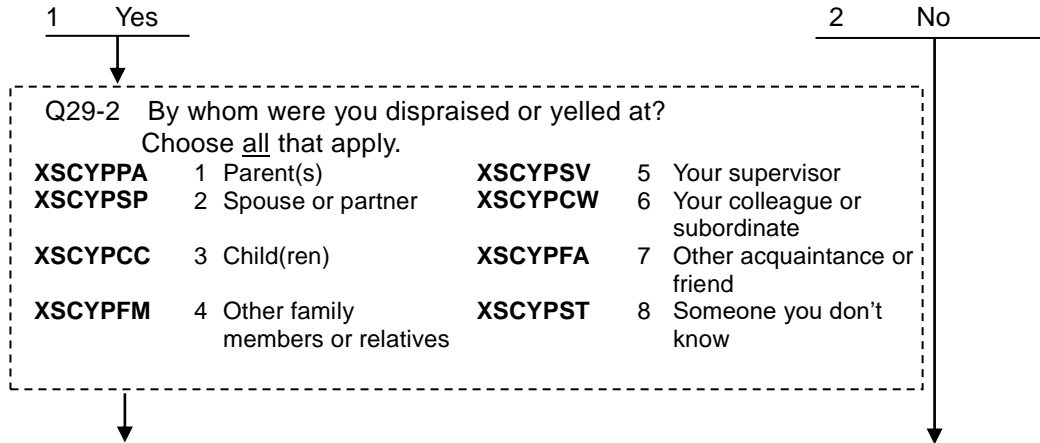 1 Yes 2 No
Q29-2 By whom were you dispraised or yelled at?
Choose all that apply.
XSCYPPA 1 Parent(s) XSCYPSV 5 Your supervisor
XSCYPSP 2 Spouse or partner XSCYPCW 6 Your colleague or
subordinate
XSCYPCC 3 Child(ren) XSCYPFA 7 Other acquaintance or
friend
XSCYPFM 4 Other family XSCYPST 8 Someone you don't
members or relatives know